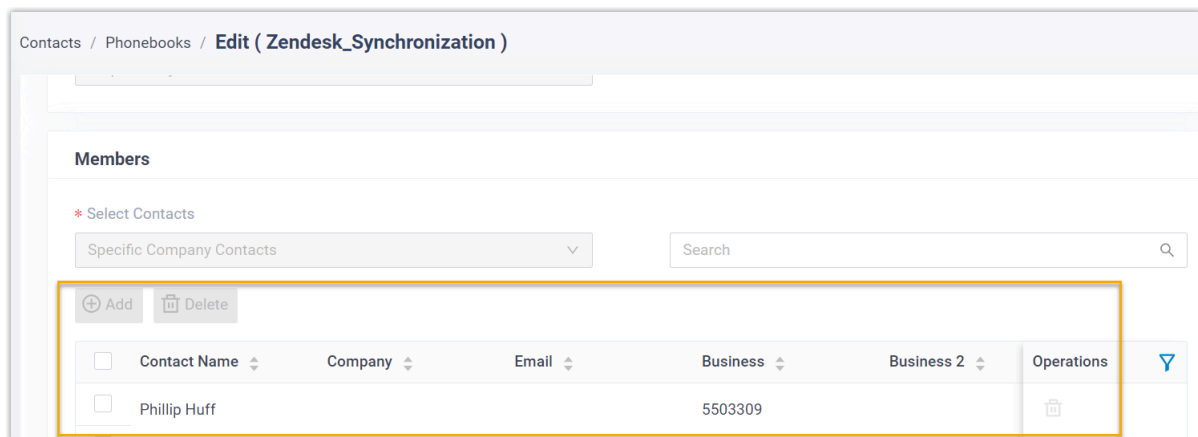 Contacts / Phonebooks / Edit ( Zendesk_Synchronization )
Members
* Select Contacts
Specific Company Contacts
Search
Add Delete
Contact Name Company Email Business Business 2 Operations
Phillip Huff 5503309